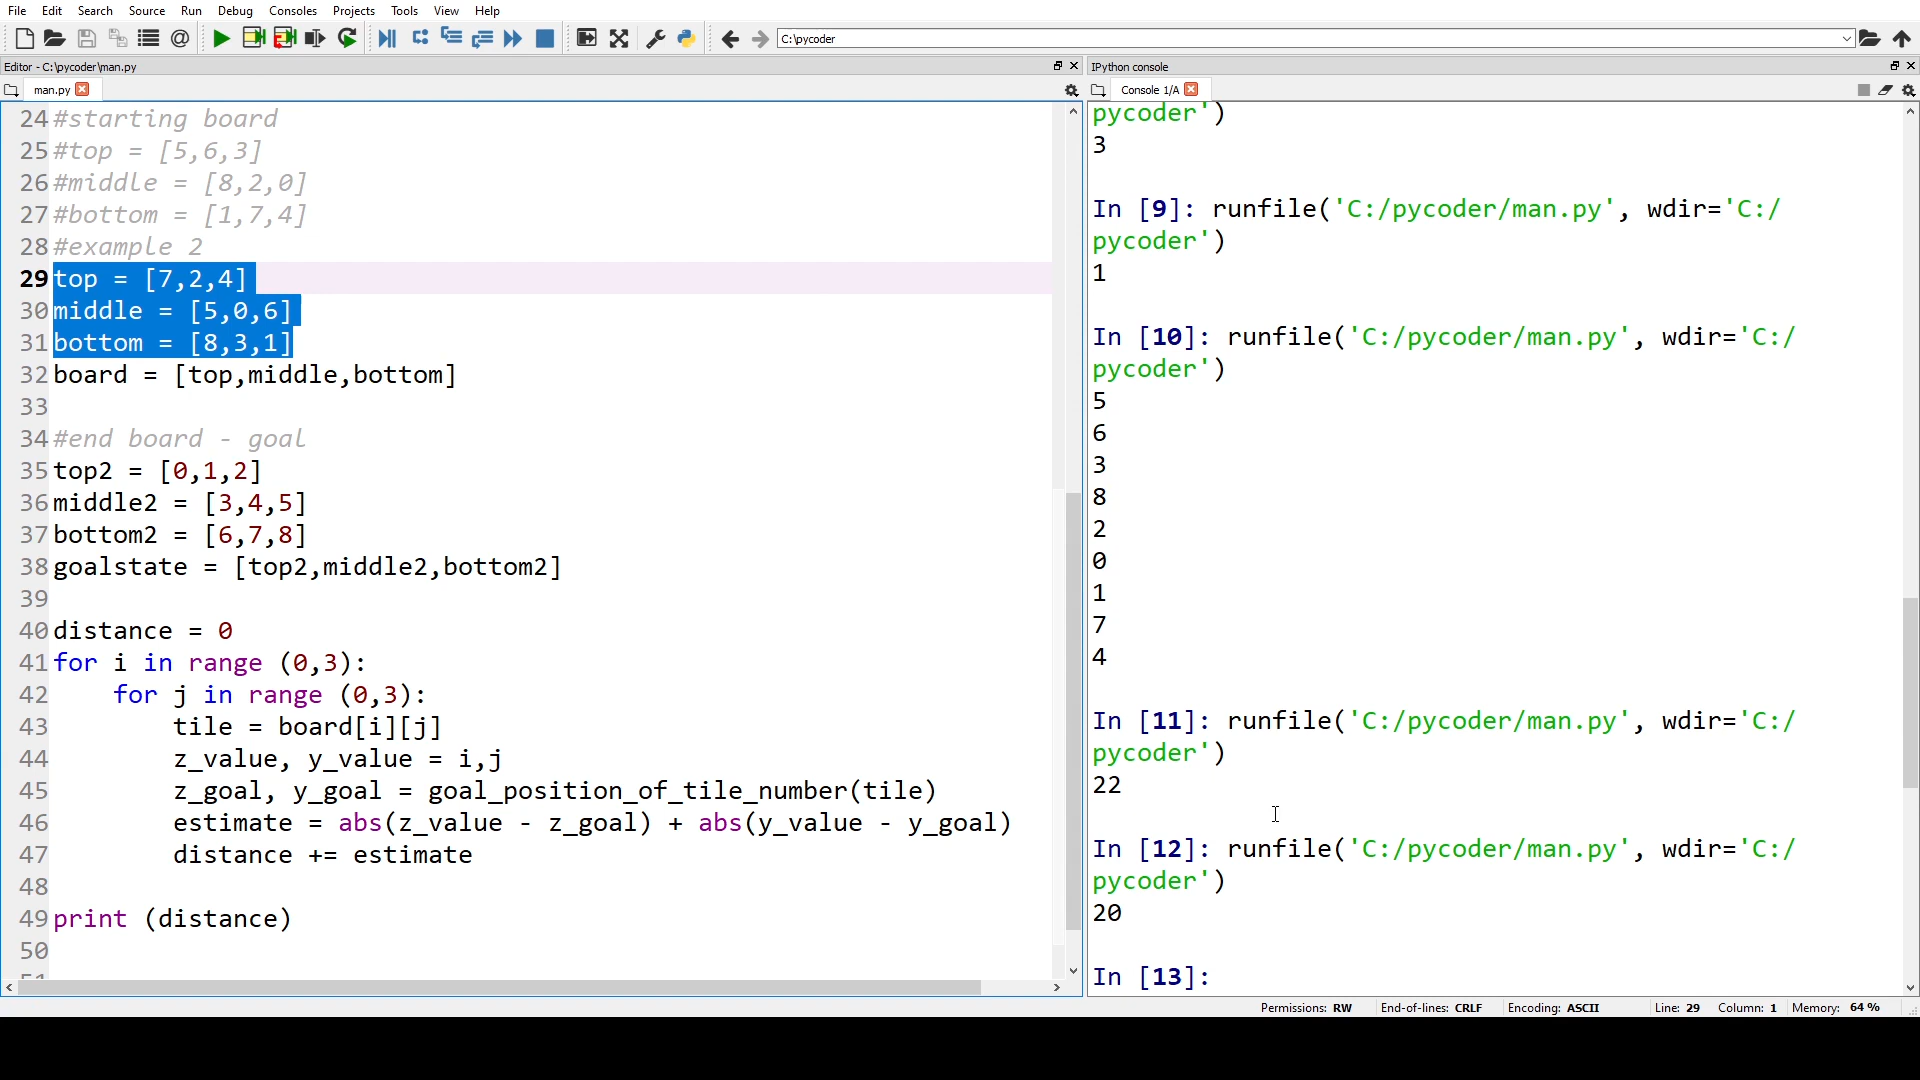 File Edit Search Source Run Debug Consoles Projects Tools View Help
C:\pycoder
Editor - C:\pycoder\man.py
man.py
24 #starting board
25 #top = [5,6,3]
26 #middle = [8,2,0]
27 #bottom = [1,7,4]
28 #example 2
29 top = [7,2,4]
30 middle = [5,0,6]
31 bottom = [8,3,1]
32 board = [top,middle,bottom]
33
34 #end board - goal
35 top2 = [0,1,2]
36 middle2 = [3,4,5]
37 bottom2 = [6,7,8]
38 goalstate = [top2,middle2,bottom2]
39
40 distance = 0
41 for i in range (0,3):
42     for j in range (0,3):
43         tile = board[i][j]
44         z_value, y_value = i,j
45         z_goal, y_goal = goal_position_of_tile_number(tile)
46         estimate = abs(z_value - z_goal) + abs(y_value - y_goal)
47         distance += estimate
48
49 print (distance)
50
51
IPython console
Console 1/A
pycoder')
3
In [9]: runfile('C:/pycoder/man.py', wdir='C:/
pycoder')
1
In [10]: runfile('C:/pycoder/man.py', wdir='C:/
pycoder')
5
6
3
8
2
0
1
7
4
In [11]: runfile('C:/pycoder/man.py', wdir='C:/
pycoder')
22
In [12]: runfile('C:/pycoder/man.py', wdir='C:/
pycoder')
20
In [13]:
Permissions: RW End-of-lines: CRLF Encoding: ASCII Line: 29 Column: 1 Memory: 64 %